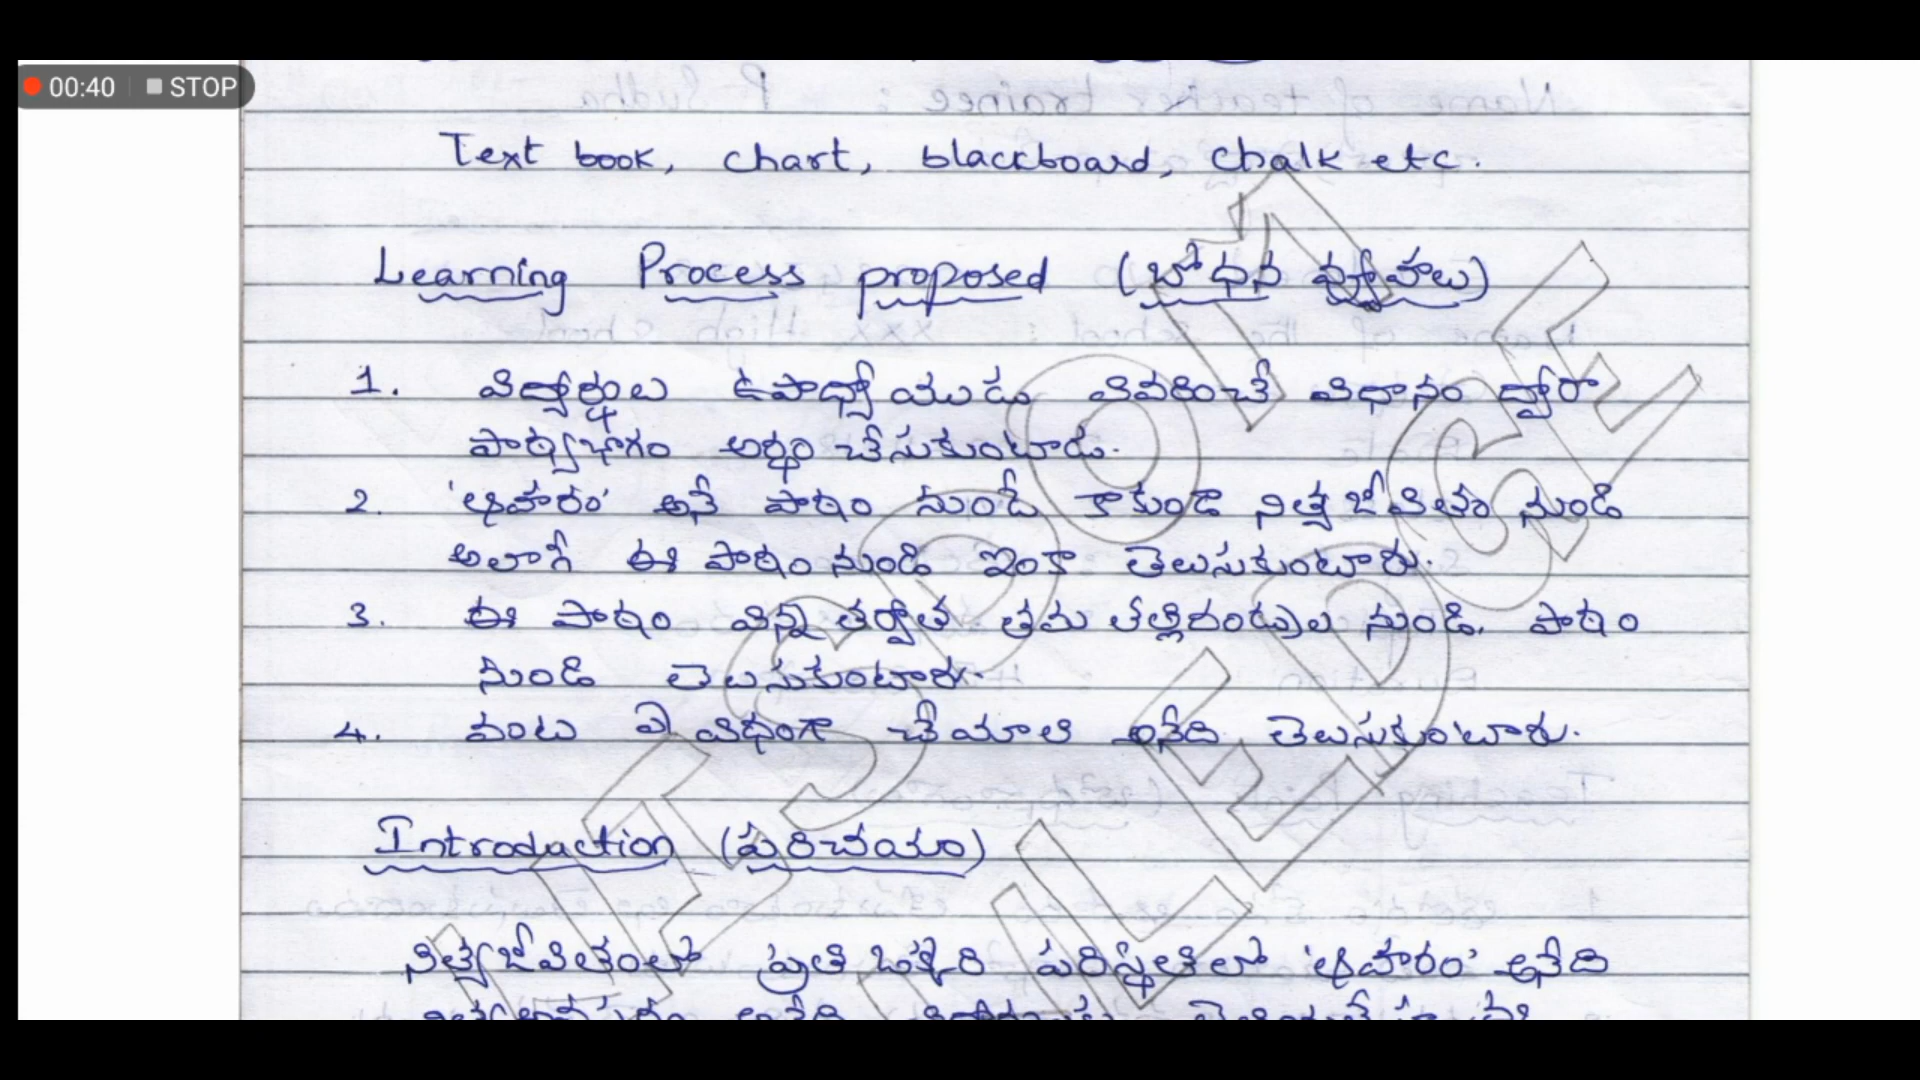 00:40 STOP
Text book, chart, blackboard, chalk etc.
Learning Process proposed (బోధన వ్యూహాలు)
1. విద్యార్థుల ఉపాధ్యాయుడు వివరించే విధానం ద్వారా
పాఠ్యభాగం అర్థం చేసుకుంటాడు.
2. 'ఆహారం' అనే పాఠం నుండే కాకుండా నిత్య జీవితం నుండి
అలాగే ఈ పాఠం నుండి ఇంకా తెలుసుకుంటారు.
3. ఈ పాఠం విన్న తర్వాత తమ తల్లిదండ్రుల నుండి, పాఠం
నుండి తెలుసుకుంటారు.
4. వంట ఏ విధంగా చేయాలి అనేది తెలుసుకుంటారు.
Introduction (పరిచయం)
నిత్యజీవితంలో ప్రతి ఒక్కరి పరిస్థితిలో 'ఆహారం' అనేది